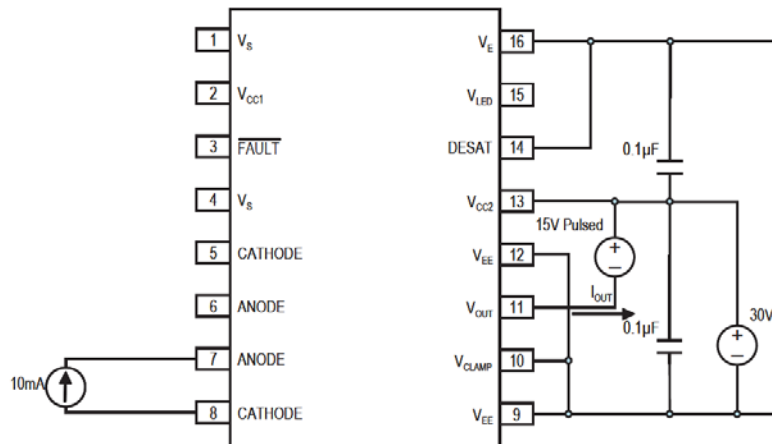 1 VS VE 16
2 VCC1 VLED 15
3 FAULT DESAT 14
0.1µF
4 VS VCC2 13
15V Pulsed
5 CATHODE VEE 12
+
−
IOUT
6 ANODE VOUT 11
0.1µF
+
−
30V
7 ANODE VCLAMP 10
10mA
8 CATHODE VEE 9